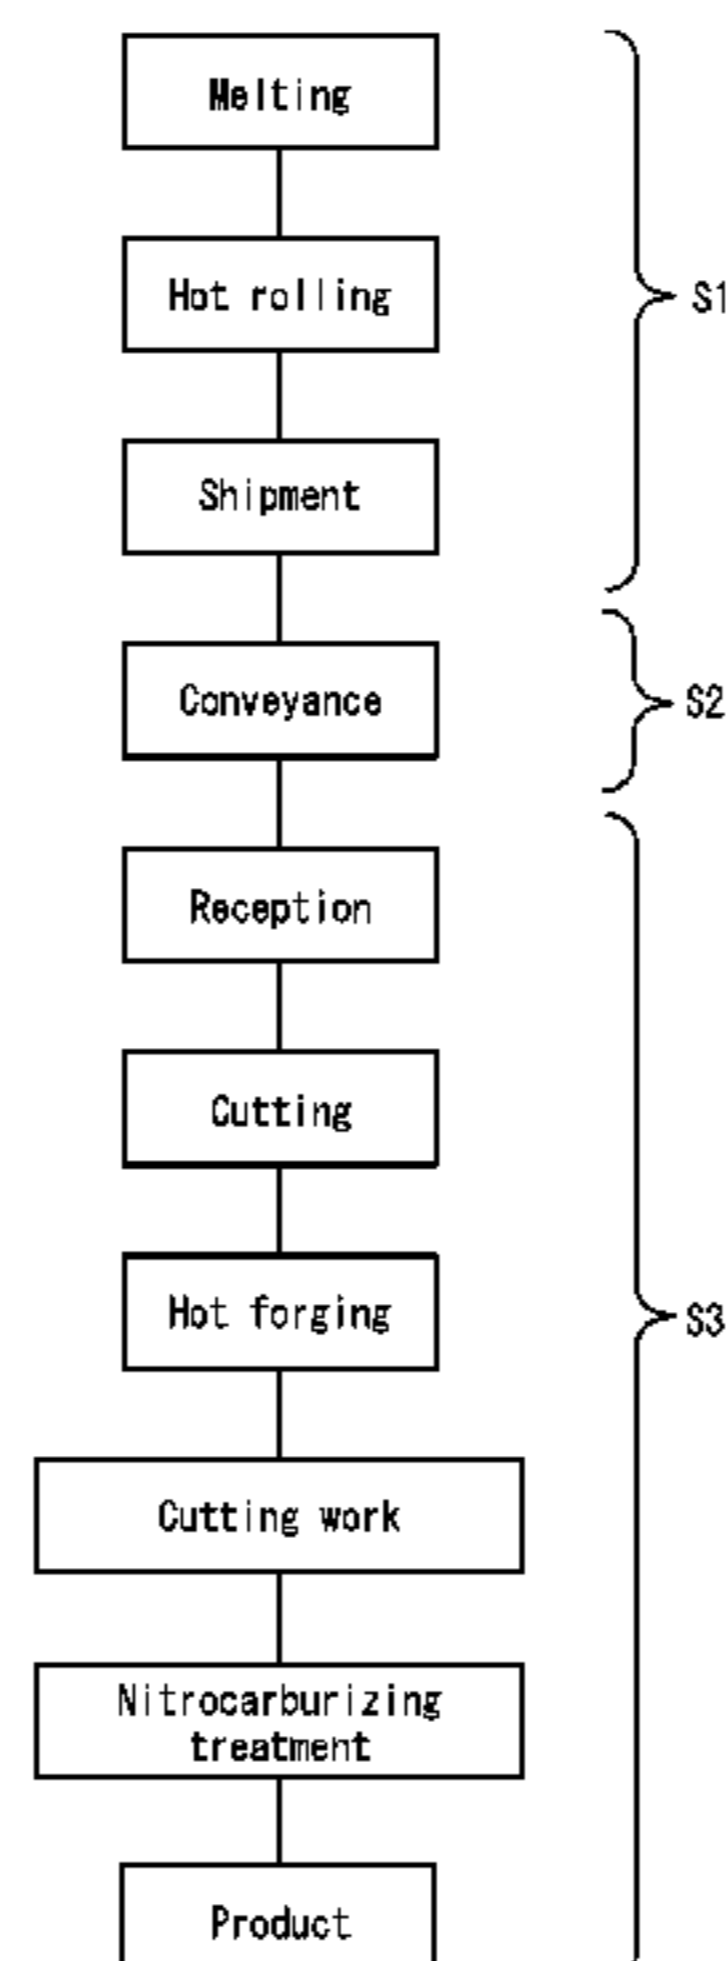 Melting
Hot rolling
S1
Shipment
Conveyance
S2
Reception
Cutting
Hot forging
S3
Cutting work
Nitrocarburizing
treatment
Product